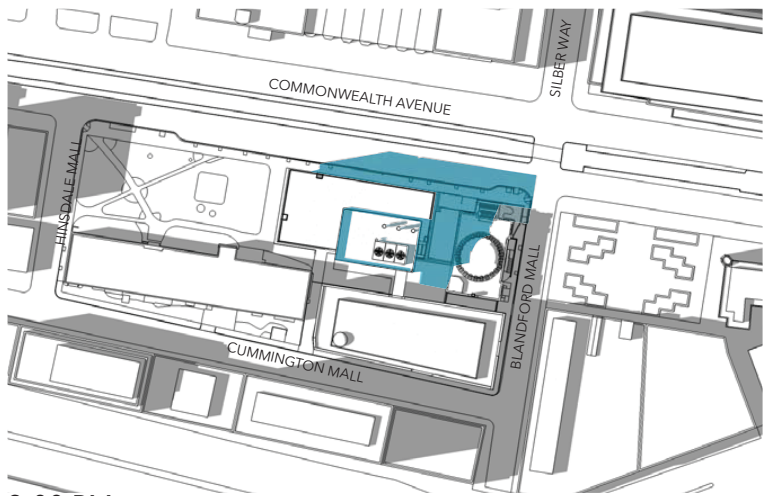 SILBER WAY
COMMONWEALTH AVENUE
HINSDALE MALL
BLANDFORD MALL
CUMMINGTON MALL